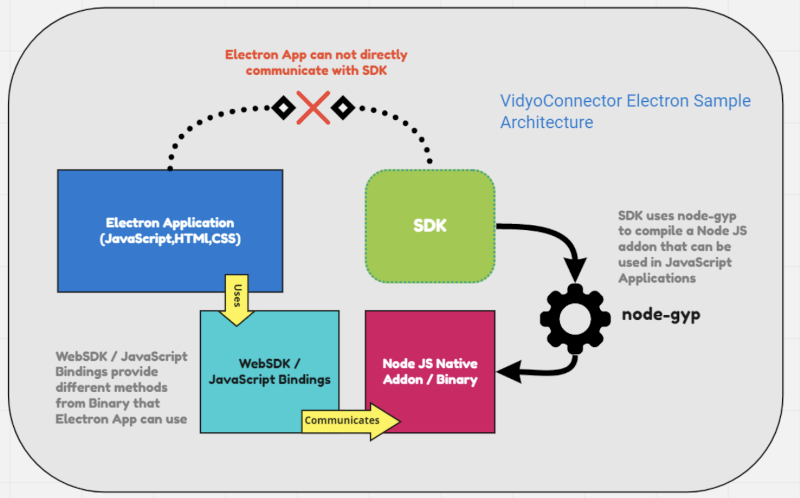 Electron App can not directly
communicate with SDK
VidyoConnector Electron Sample
Architecture
Electron Application
(JavaScript,HTMl,CSS)
SDK
SDK uses node-gyp
to compile a Node JS
addon that can be
used in JavaScript
Applications
Uses
node-gyp
WebSDK / JavaScript
Bindings provide
different methods
from Binary that
Electron App can use
WebSDK /
JavaScript Bindings
Node JS Native
Addon / Binary
Communicates